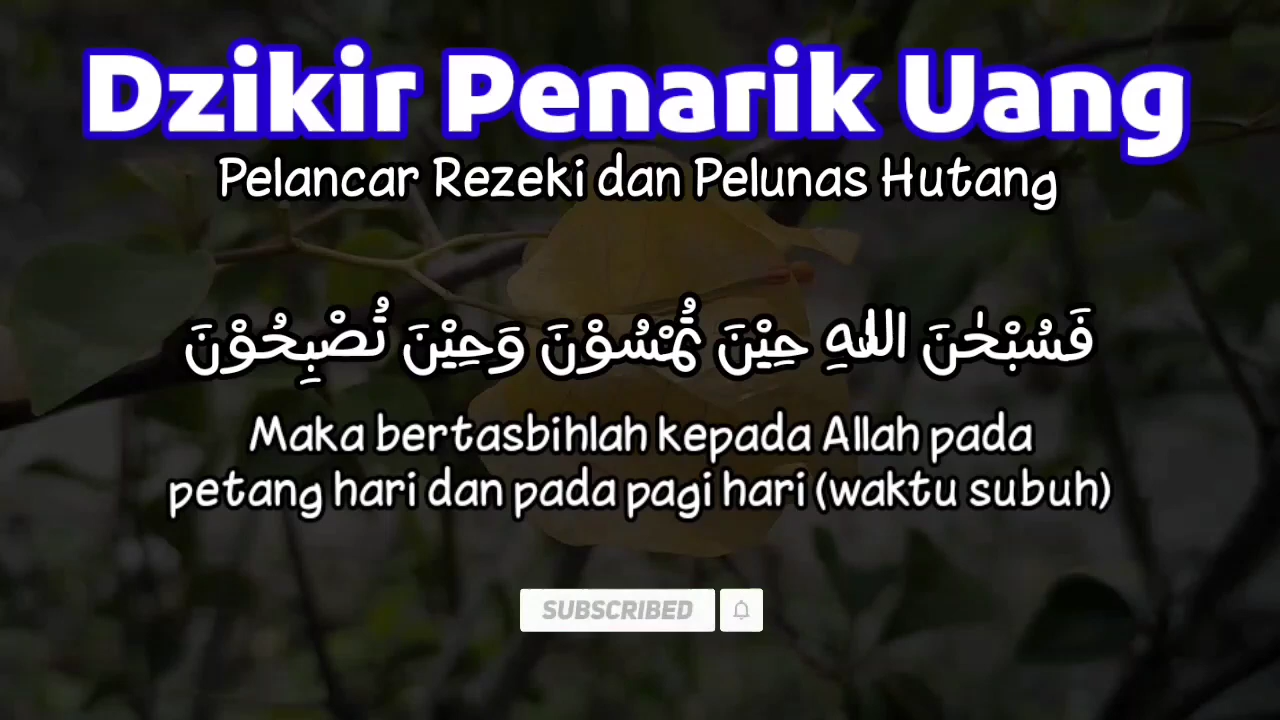 Dzikir Penarik Uang
Pelancar Rezeki dan Pelunas Hutang
فَسُبْحٰنَ اللهِ حِيْنَ تُمْسُوْنَ وَحِيْنَ تُصْبِحُوْنَ
Maka bertasbihlah kepada Allah pada
petang hari dan pada pagi hari (waktu subuh)
SUBSCRIBED